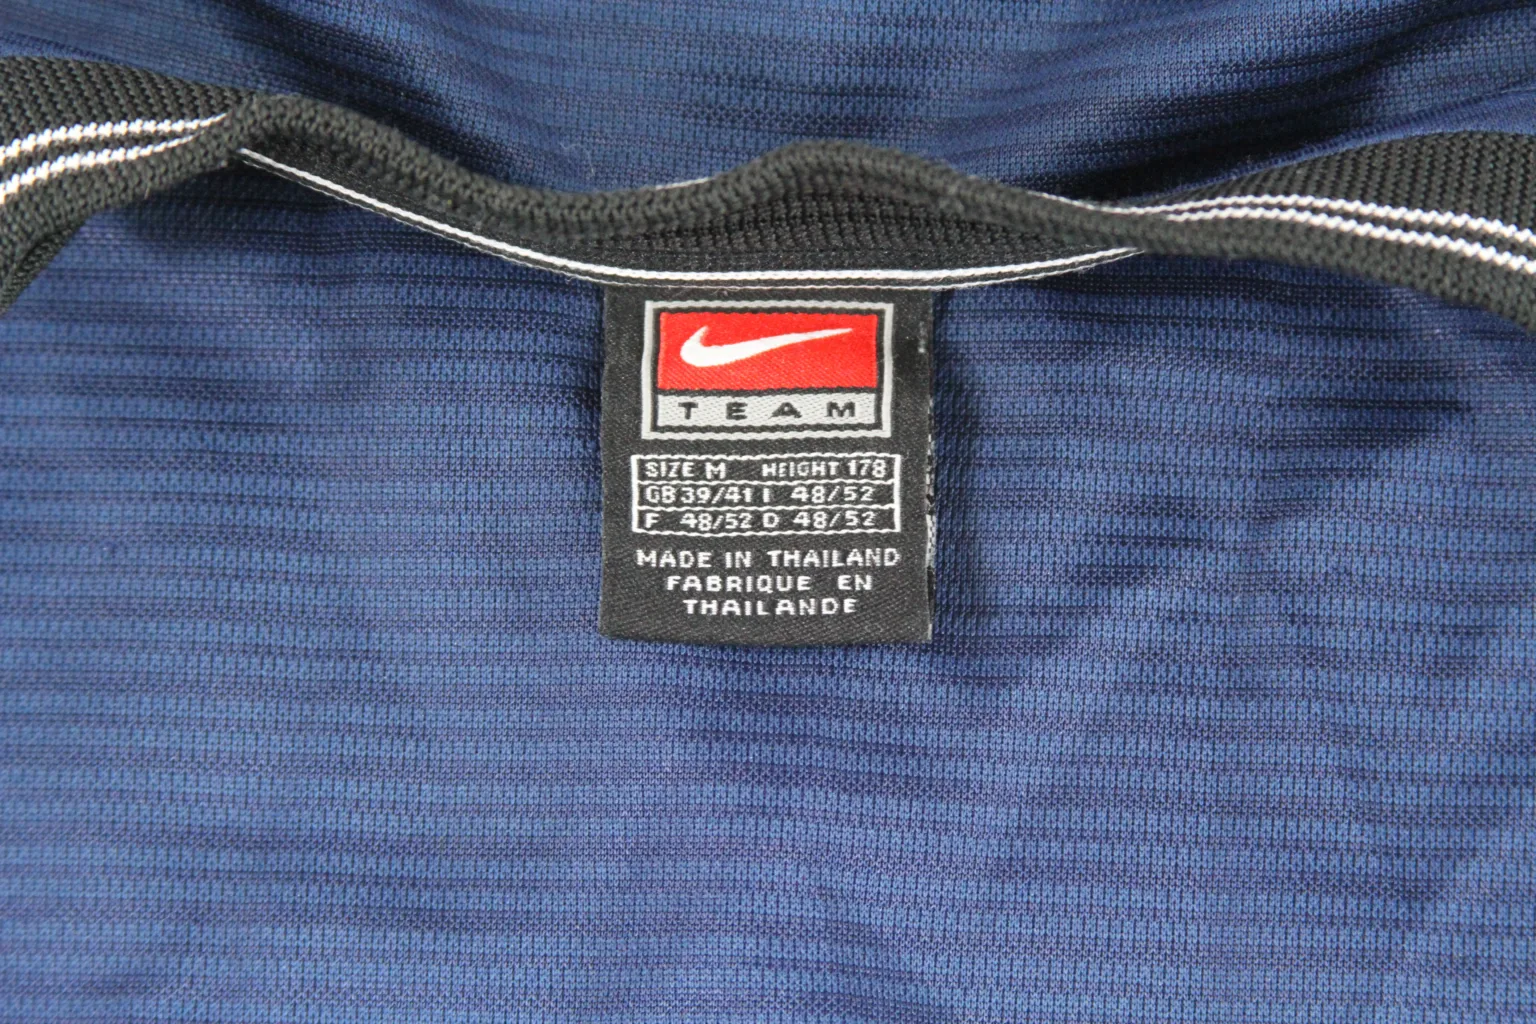 TEAM
SIZE M HEIGHT 178
GB 39/41 I 48/52
F 48/52 D 48/52
MADE IN THAILAND
FABRIQUE EN
THAILANDE